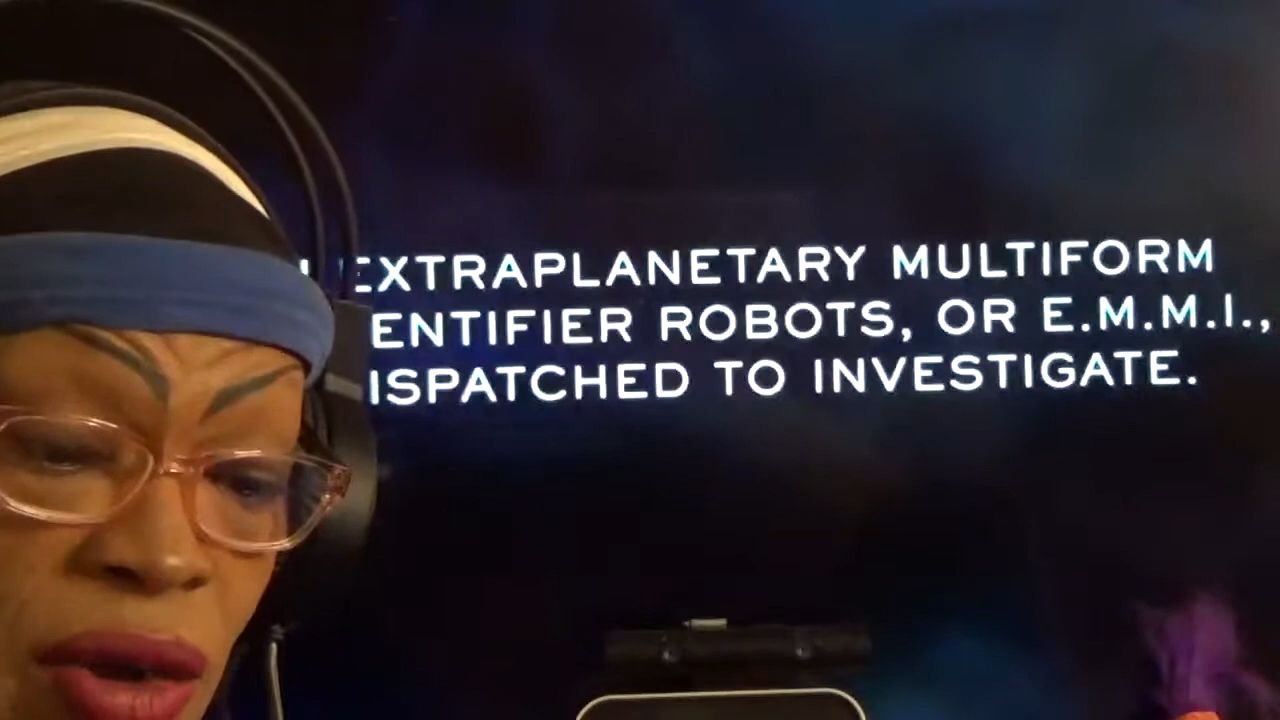 EXTRAPLANETARY MULTIFORM
ENTIFIER ROBOTS, OR E.M.M.I.,
ISPATCHED TO INVESTIGATE.